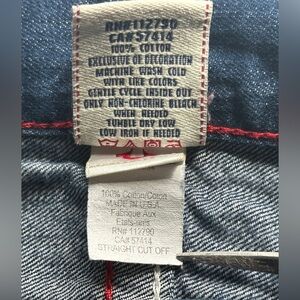 RN#112790
CA#57414
100% COTTON
EXCLUSIVE OF DECORATION
MACHINE WASH COLD
WITH LIKE COLORS
GENTLE CYCLE INSIDE OUT
ONLY NON-CHLORINE BLEACH
WHEN NEEDED
TUMBLE DRY LOW
LOW IRON IF NEEDED
100% Cotton/Coton
MADE IN U.S.A.
Fabrique Aux
Etats-unis
RN# 112790
CA# 57414
STRAIGHT CUT OFF